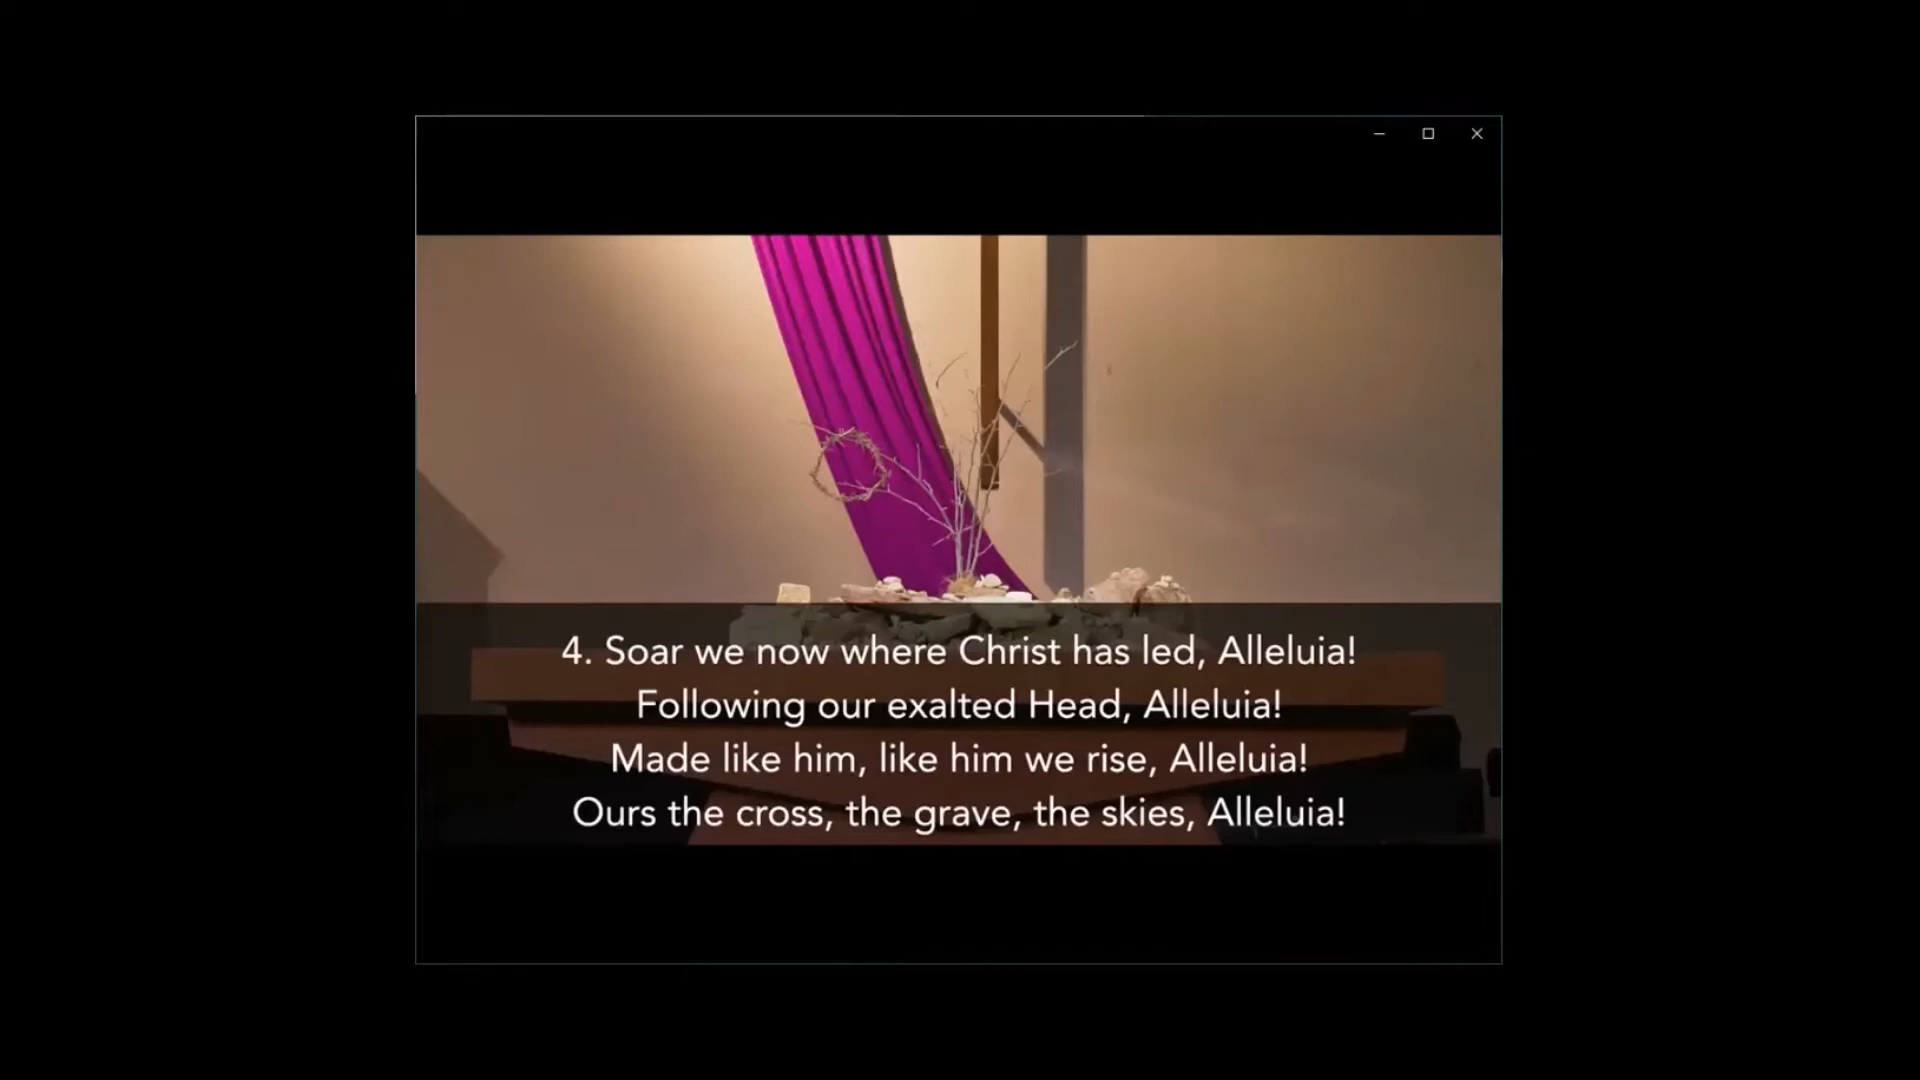 4. Soar we now where Christ has led, Alleluia!
Following our exalted Head, Alleluia!
Made like him, like him we rise, Alleluia!
Ours the cross, the grave, the skies, Alleluia!